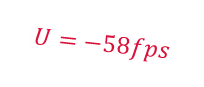 U = −58fps